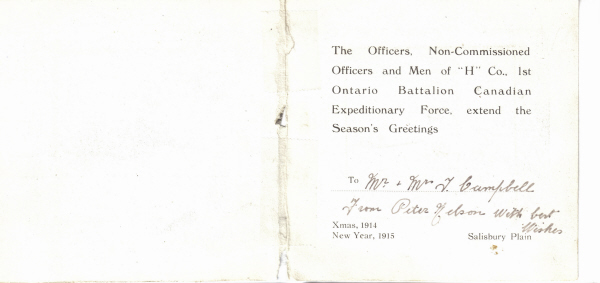 The Officers, Non-Commissioned
Officers and Men of "H" Co., 1st
Ontario Battalion Canadian
Expeditionary Force, extend the
Season's Greetings
To Mr. + Mrs J. Campbell
From Peter Nelson With best
Wishes
Xmas, 1914
New Year, 1915
Salisbury Plain